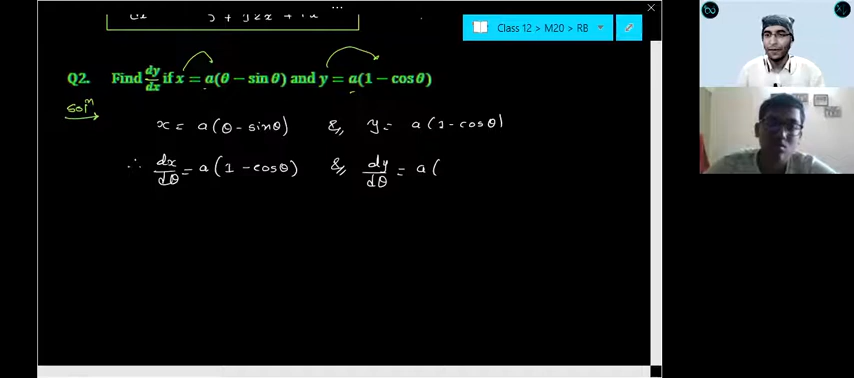 Class 12 > M20 > RB
Q2. Find dy/dx if x = a(θ − sin θ) and y = a(1 − cos θ)
Solⁿ
x = a(θ - sinθ) & y = a(1 - cosθ)
∴ dx/dθ = a(1 - cosθ) & dy/dθ = a(